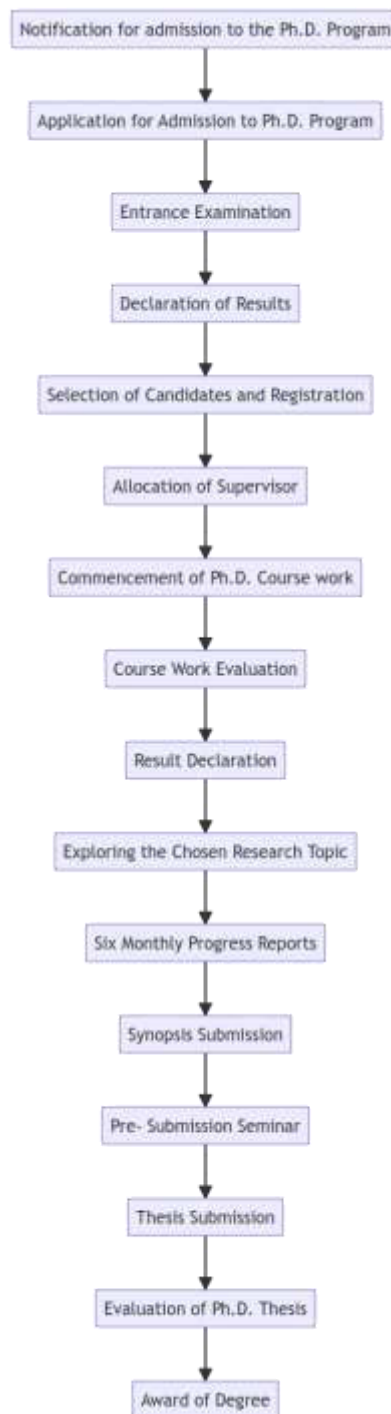 Notification for admission to the Ph.D. Program
Application for Admission to Ph.D. Program
Entrance Examination
Declaration of Results
Selection of Candidates and Registration
Allocation of Supervisor
Commencement of Ph.D. Course work
Course Work Evaluation
Result Declaration
Exploring the Chosen Research Topic
Six Monthly Progress Reports
Synopsis Submission
Pre- Submission Seminar
Thesis Submission
Evaluation of Ph.D. Thesis
Award of Degree